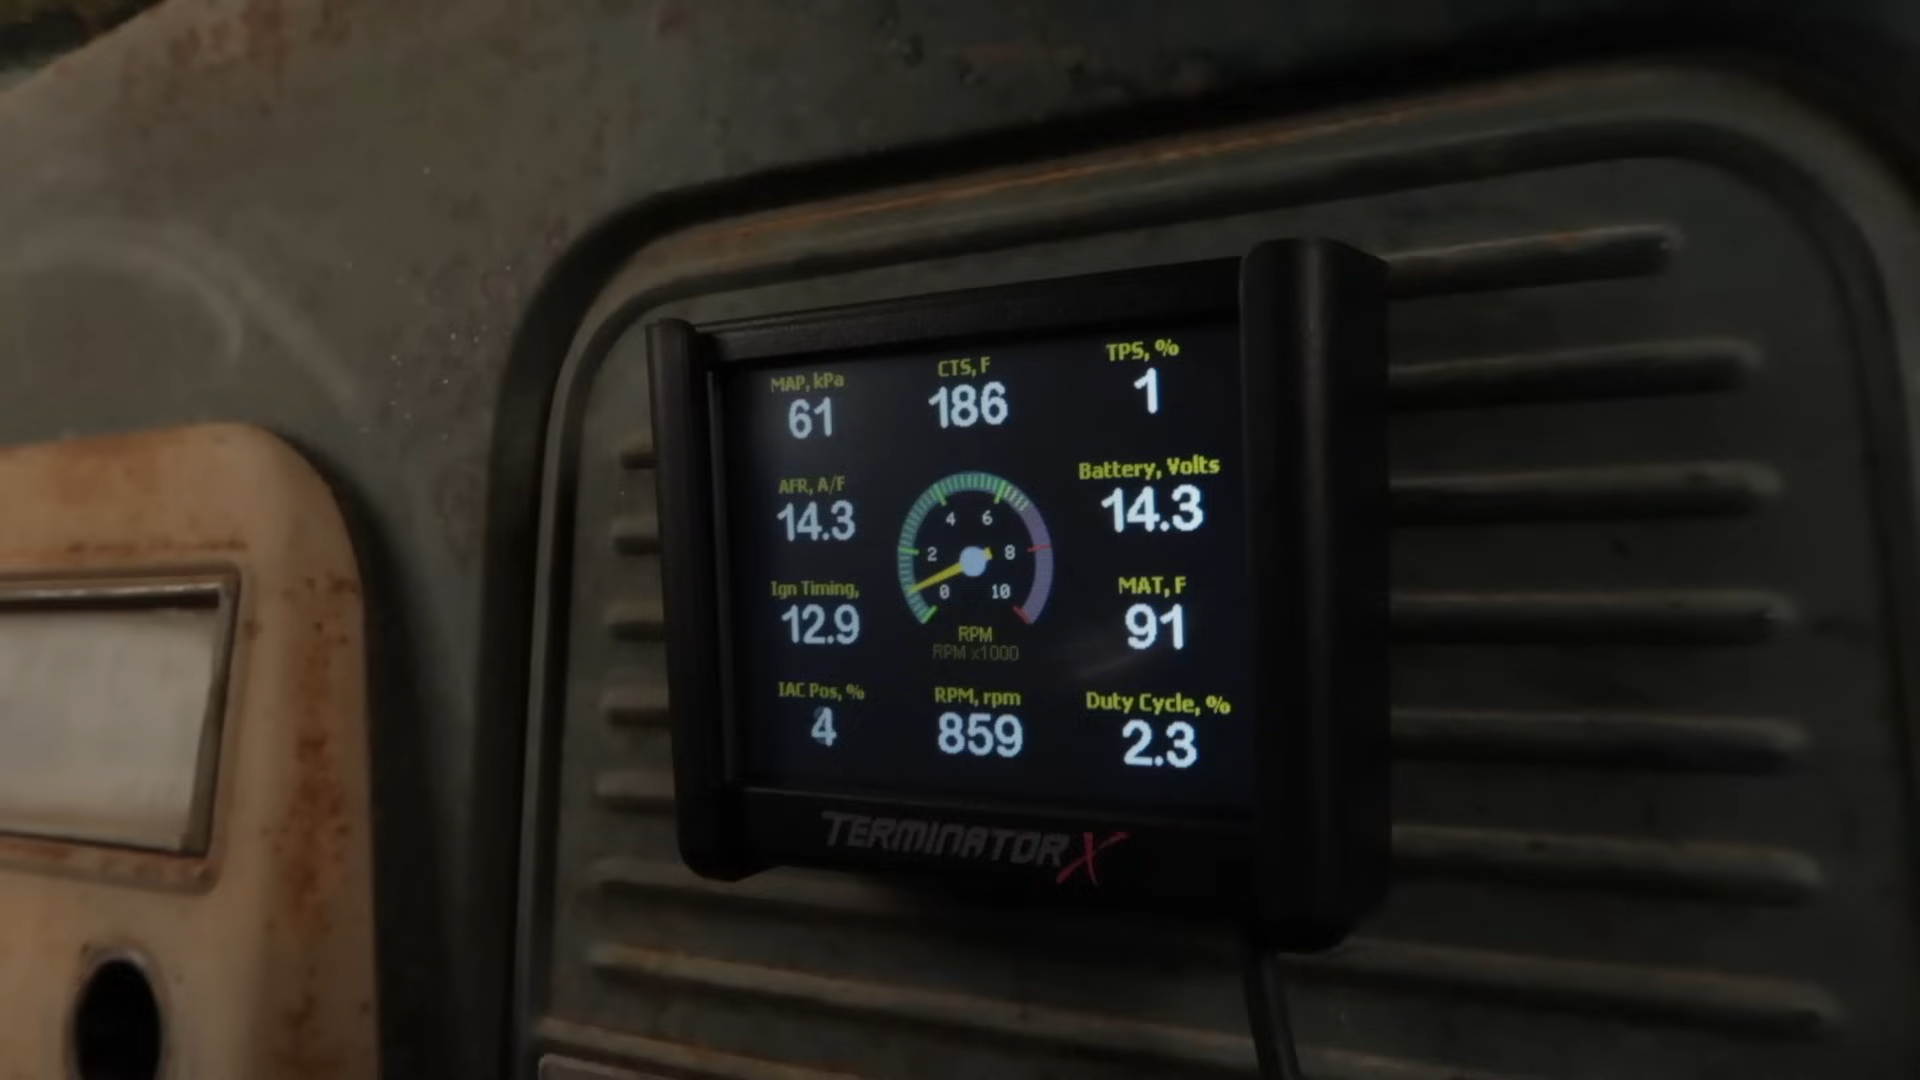 MAP, kPa
61
CTS, F
186
TPS, %
1
AFR, A/F
14.3
Battery, Volts
14.3
Ign Timing,
12.9
MAT, F
91
0
2
4
6
8
10
RPM
RPM x1000
IAC Pos, %
4
RPM, rpm
859
Duty Cycle, %
2.3
TERMINATOR X